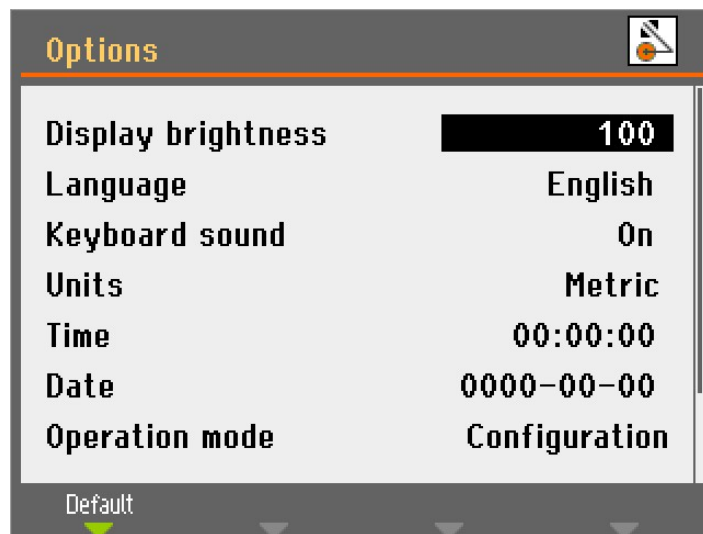 Options
Display brightness 100
Language English
Keyboard sound On
Units Metric
Time 00:00:00
Date 0000-00-00
Operation mode Configuration
Default